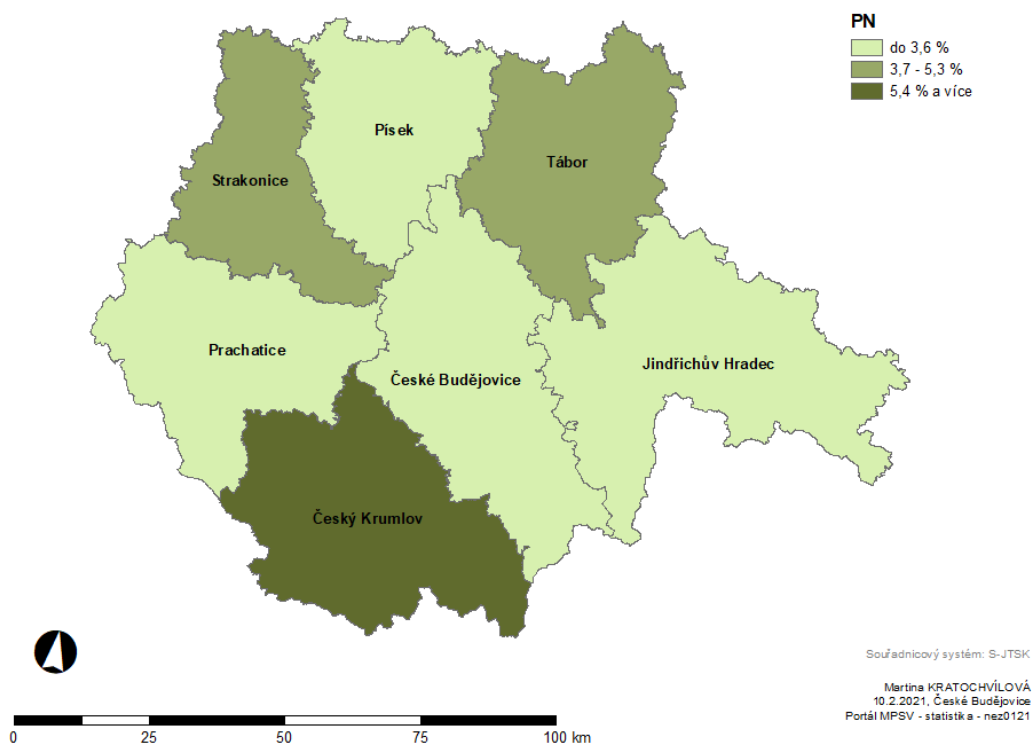 PN
do 3,6 %
3,7 - 5,3 %
5,4 % a více
Písek
Tábor
Strakonice
Prachatice
České Budějovice
Jindřichův Hradec
Český Krumlov
Souřadnicový systém: S-JTSK
Martina KRATOCHVÍLOVÁ
10.2.2021, České Budějovice
Portál MPSV - statistika - nez0121
0 25 50 75 100 km